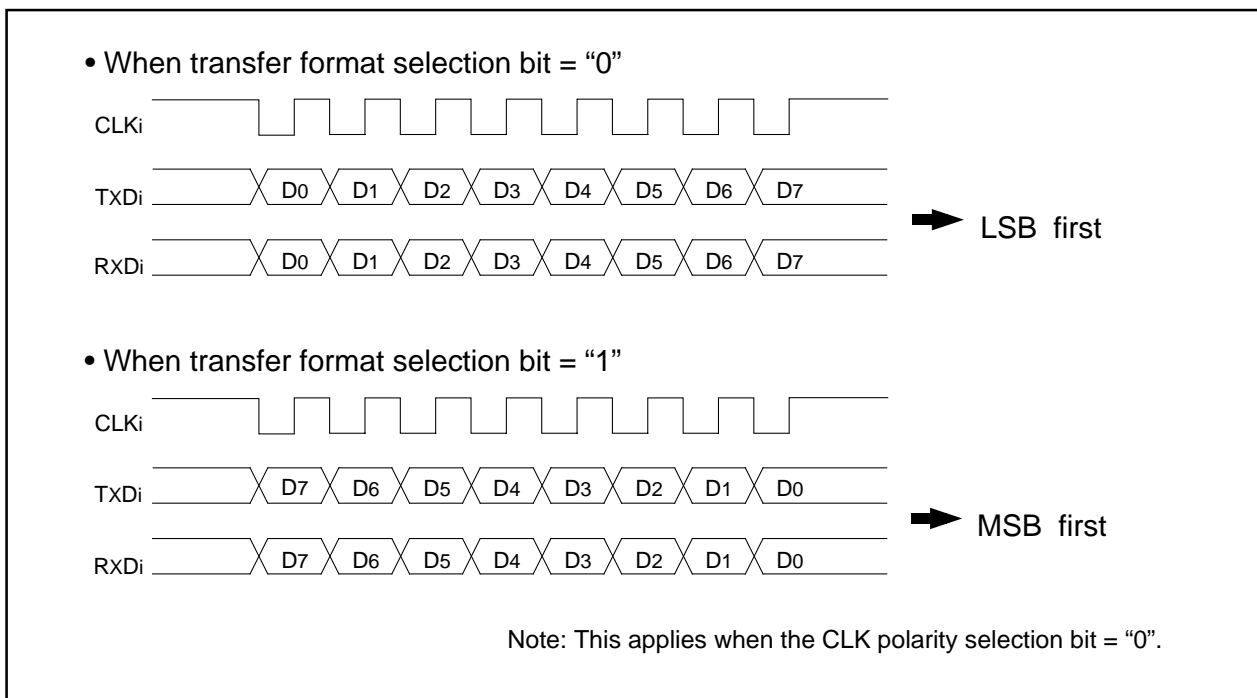 • When transfer format selection bit = “0”
CLKi
TXDi D0 D1 D2 D3 D4 D5 D6 D7
RXDi D0 D1 D2 D3 D4 D5 D6 D7
LSB first
• When transfer format selection bit = “1”
CLKi
TXDi D7 D6 D5 D4 D3 D2 D1 D0
RXDi D7 D6 D5 D4 D3 D2 D1 D0
MSB first
Note: This applies when the CLK polarity selection bit = “0”.